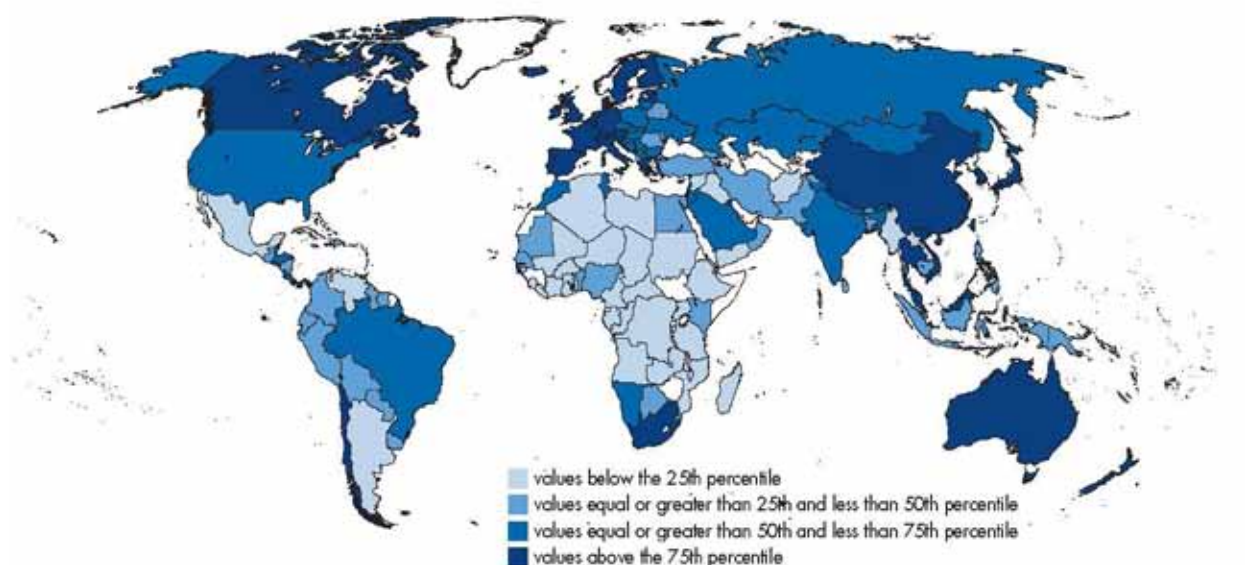 values below the 25th percentile
values equal or greater than 25th and less than 50th percentile
values equal or greater than 50th and less than 75th percentile
values above the 75th percentile